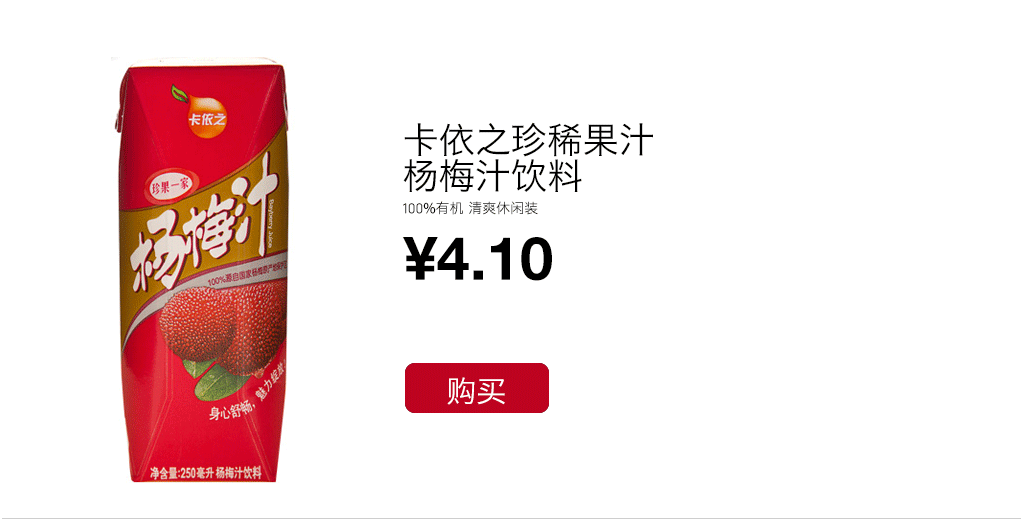 卡依之
珍果一家
杨梅汁
Bayberry Juice
身心舒畅，魅力绽放
净含量:250毫升 杨梅汁饮料
卡依之珍稀果汁
杨梅汁饮料
100%有机 清爽休闲装
¥4.10
购买